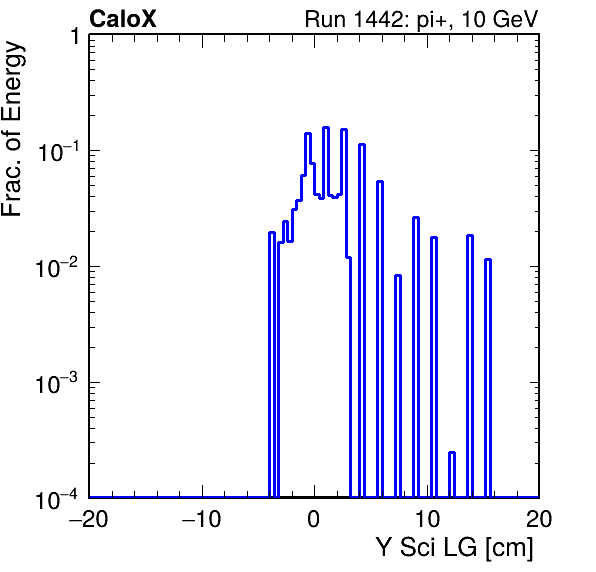 CaloX Run 1442: pi+, 10 GeV
Frac. of Energy
1
10⁻¹
10⁻²
10⁻³
10⁻⁴
−20 −10 0 10 20
Y Sci LG [cm]